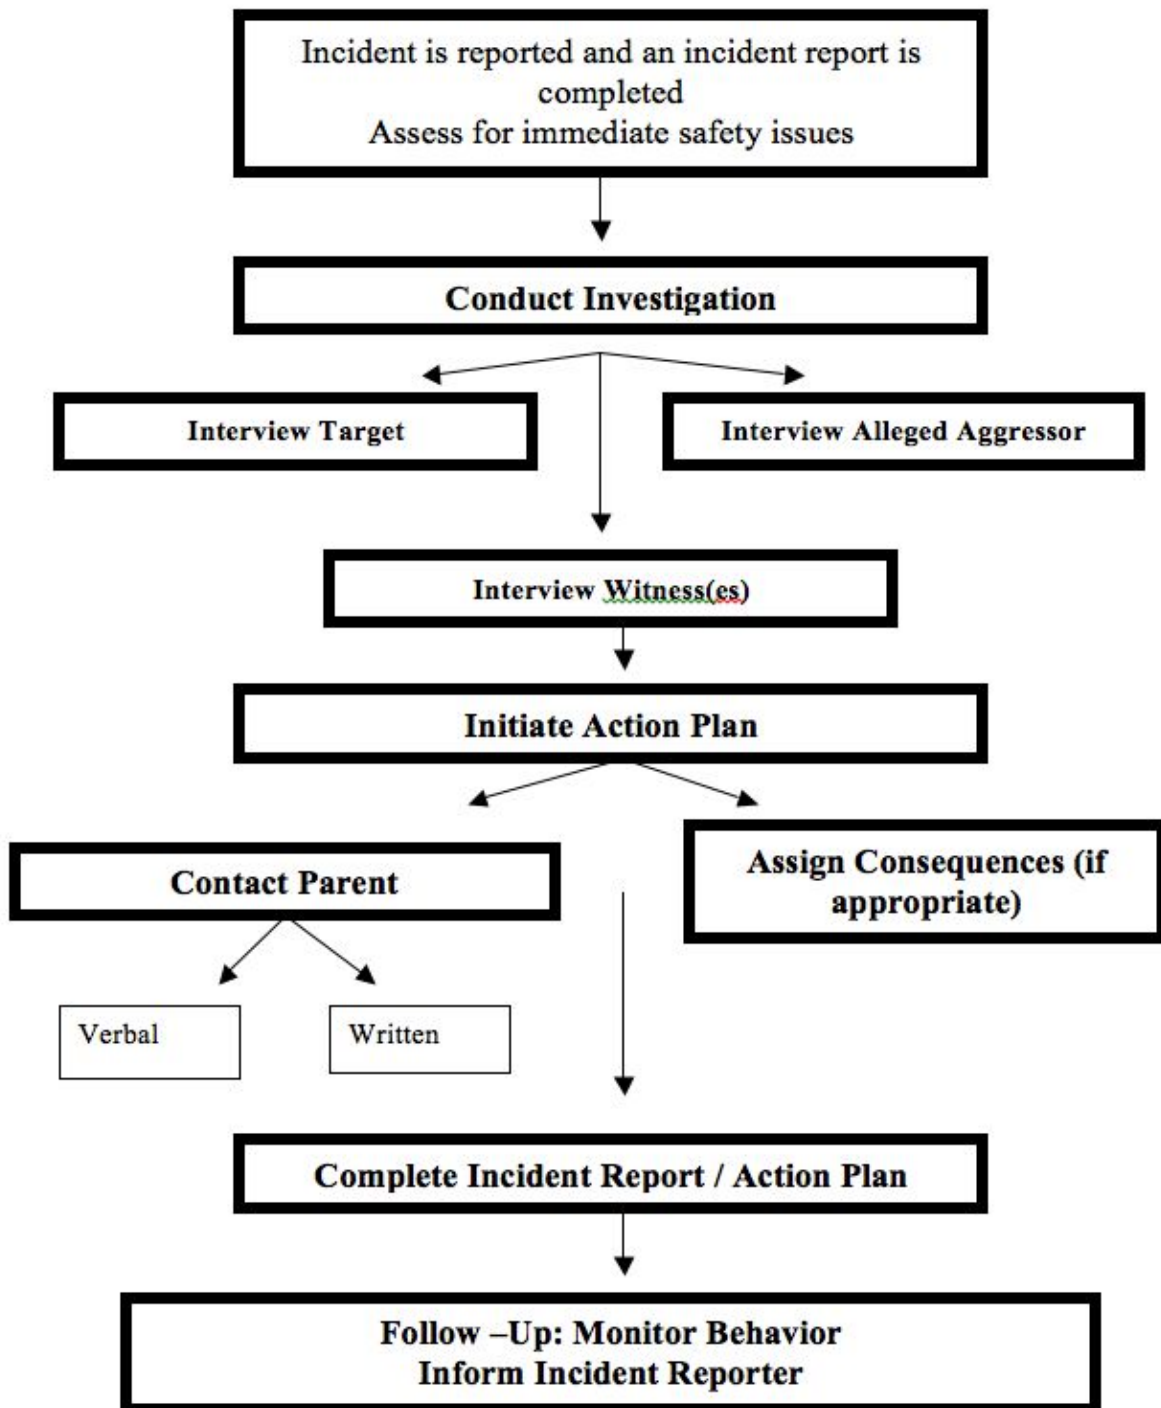 Incident is reported and an incident report is
completed
Assess for immediate safety issues
Conduct Investigation
Interview Target
Interview Alleged Aggressor
Interview Witness(es)
Initiate Action Plan
Contact Parent
Assign Consequences (if
appropriate)
Verbal
Written
Complete Incident Report / Action Plan
Follow –Up: Monitor Behavior
Inform Incident Reporter